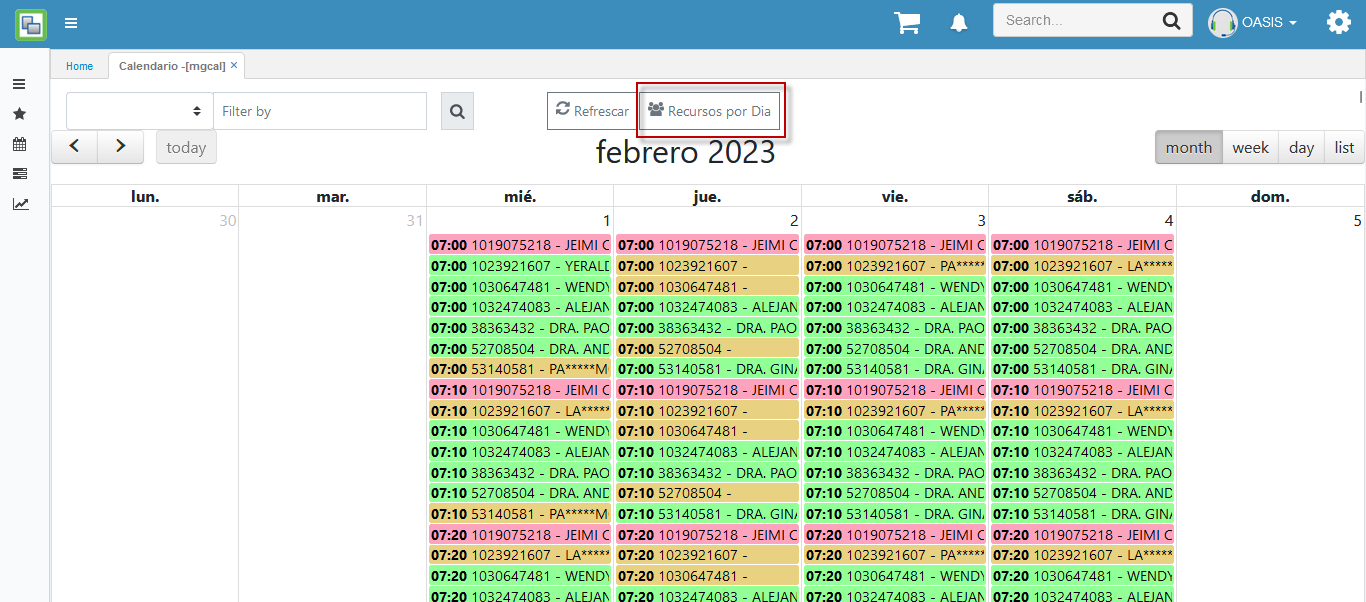 Search...
OASIS
Home
Calendario -[mgcal] ×
Filter by
Refrescar
Recursos por Dia
today
febrero 2023
month week day list
lun. mar. mié. jue. vie. sáb. dom.
30 31 1 2 3 4 5
07:00 1019075218 - JEIMI C 07:00 1019075218 - JEIMI C 07:00 1019075218 - JEIMI C 07:00 1019075218 - JEIMI C
07:00 1023921607 - YERALD 07:00 1023921607 - 07:00 1023921607 - PA***** 07:00 1023921607 - LA*****
07:00 1030647481 - WENDY 07:00 1030647481 - 07:00 1030647481 - WENDY 07:00 1030647481 - WENDY
07:00 1032474083 - ALEJAN 07:00 1032474083 - ALEJAN 07:00 1032474083 - ALEJAN 07:00 1032474083 - ALEJAN
07:00 38363432 - DRA. PAO 07:00 38363432 - DRA. PAO 07:00 38363432 - DRA. PAO 07:00 38363432 - DRA. PAO
07:00 52708504 - DRA. AND 07:00 52708504 - 07:00 52708504 - DRA. AND 07:00 52708504 - DRA. AND
07:00 53140581 - PA*****M 07:00 53140581 - DRA. GINA 07:00 53140581 - DRA. GINA 07:00 53140581 - DRA. GINA
07:10 1019075218 - JEIMI C 07:10 1019075218 - JEIMI C 07:10 1019075218 - JEIMI C 07:10 1019075218 - JEIMI C
07:10 1023921607 - LA***** 07:10 1023921607 - 07:10 1023921607 - PA***** 07:10 1023921607 - LA*****
07:10 1030647481 - WENDY 07:10 1030647481 - 07:10 1030647481 - WENDY 07:10 1030647481 - WENDY
07:10 1032474083 - ALEJAN 07:10 1032474083 - ALEJAN 07:10 1032474083 - ALEJAN 07:10 1032474083 - ALEJAN
07:10 38363432 - DRA. PAO 07:10 38363432 - DRA. PAO 07:10 38363432 - DRA. PAO 07:10 38363432 - DRA. PAO
07:10 52708504 - DRA. AND 07:10 52708504 - 07:10 52708504 - DRA. AND 07:10 52708504 - DRA. AND
07:10 53140581 - PA*****M 07:10 53140581 - DRA. GINA 07:10 53140581 - DRA. GINA 07:10 53140581 - DRA. GINA
07:20 1019075218 - JEIMI C 07:20 1019075218 - JEIMI C 07:20 1019075218 - JEIMI C 07:20 1019075218 - JEIMI C
07:20 1023921607 - LA***** 07:20 1023921607 - 07:20 1023921607 - PA***** 07:20 1023921607 - LA*****
07:20 1030647481 - WENDY 07:20 1030647481 - 07:20 1030647481 - WENDY 07:20 1030647481 - WENDY
07:20 1032474083 - ALEJAN 07:20 1032474083 - ALEJAN 07:20 1032474083 - ALEJAN 07:20 1032474083 - ALEJAN